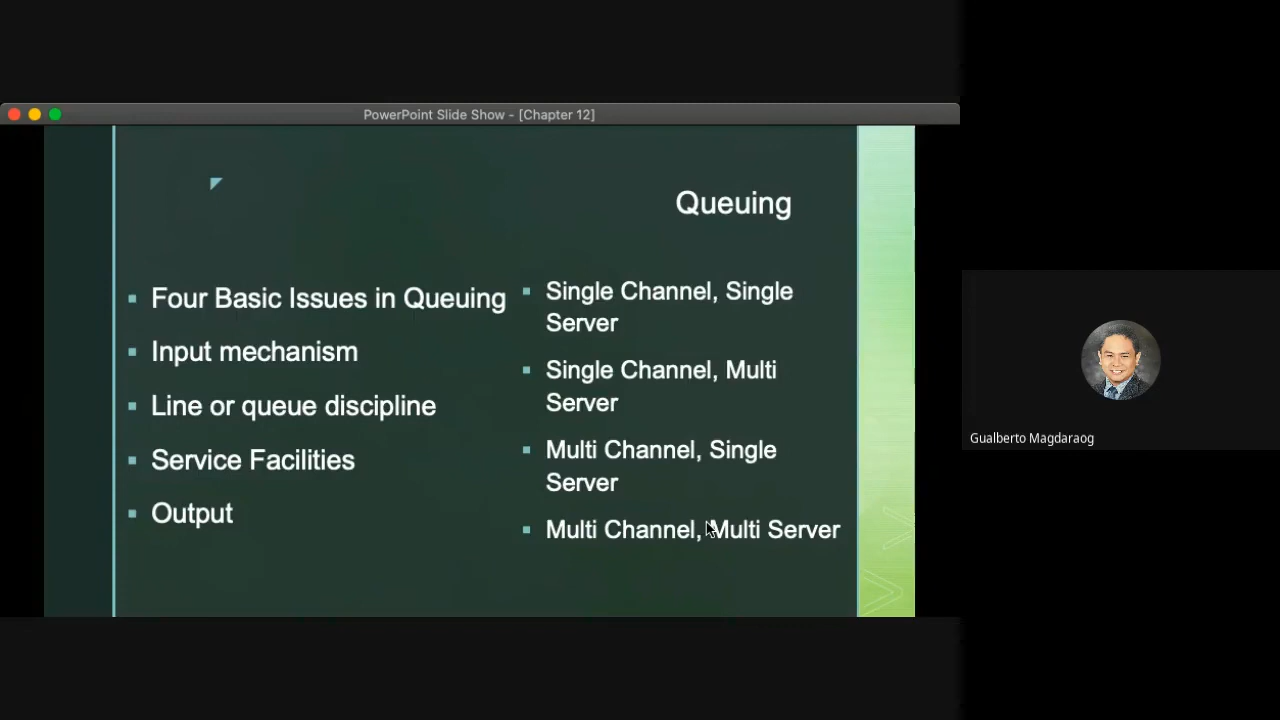 PowerPoint Slide Show - [Chapter 12]
Queuing
Four Basic Issues in Queuing
Input mechanism
Line or queue discipline
Service Facilities
Output
Single Channel, Single
Server
Single Channel, Multi
Server
Multi Channel, Single
Server
Multi Channel, Multi Server
Gualberto Magdaraog